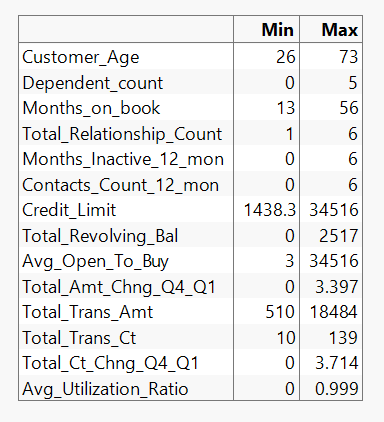 Min Max
Customer_Age 26 73
Dependent_count 0 5
Months_on_book 13 56
Total_Relationship_Count 1 6
Months_Inactive_12_mon 0 6
Contacts_Count_12_mon 0 6
Credit_Limit 1438.3 34516
Total_Revolving_Bal 0 2517
Avg_Open_To_Buy 3 34516
Total_Amt_Chng_Q4_Q1 0 3.397
Total_Trans_Amt 510 18484
Total_Trans_Ct 10 139
Total_Ct_Chng_Q4_Q1 0 3.714
Avg_Utilization_Ratio 0 0.999